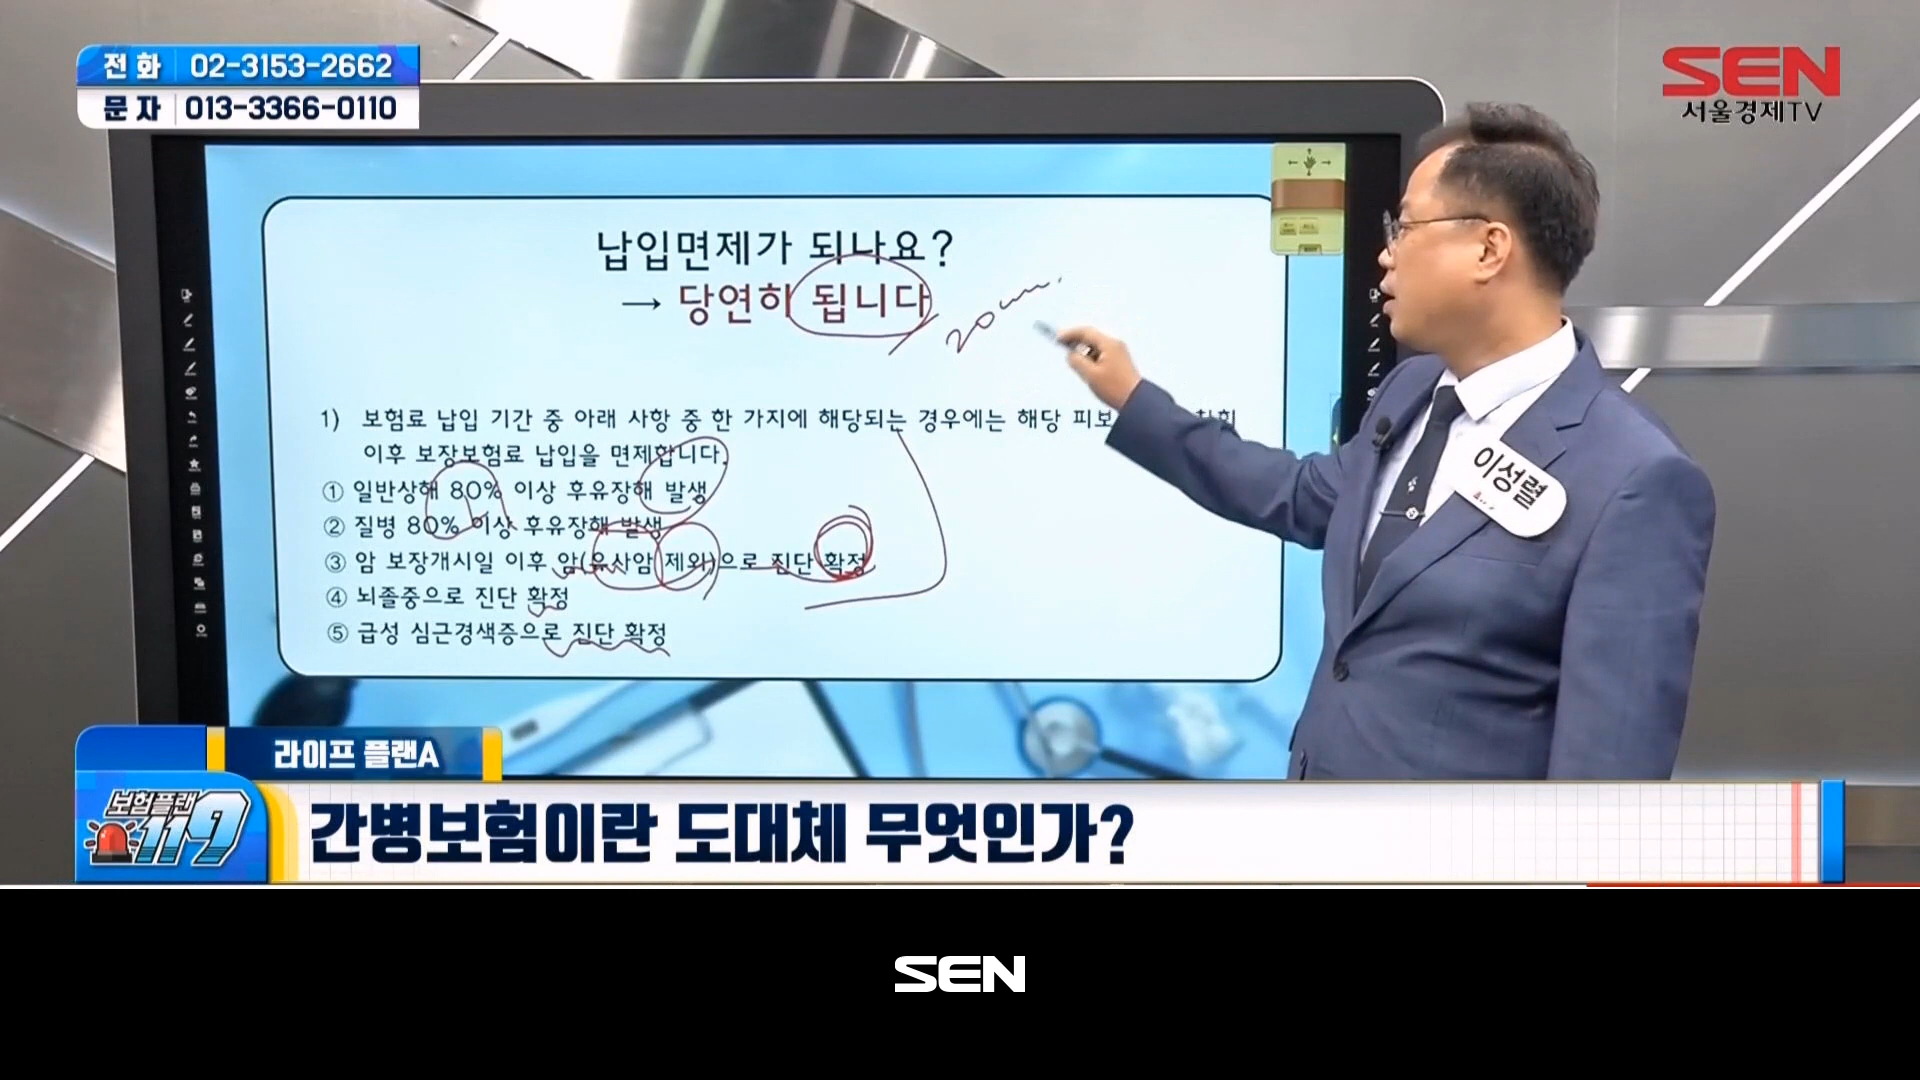 전화 02-3153-2662
문자 013-3366-0110
SEN
서울경제TV
납입면제가 되나요?
→ 당연히 됩니다
20
1) 보험료 납입 기간 중 아래 사항 중 한 가지에 해당되는 경우에는 해당 피보
이후 보장보험료 납입을 면제합니다.
① 일반상해 80% 이상 후유장해 발생
② 질병 80% 이상 후유장해 발생
③ 암 보장개시일 이후 암(유사암 제외)으로 진단 확정
④ 뇌졸중으로 진단 확정
⑤ 급성 심근경색증으로 진단 확정
이성렬
라이프 플랜A
보험플랜
119
간병보험이란 도대체 무엇인가?
SEN